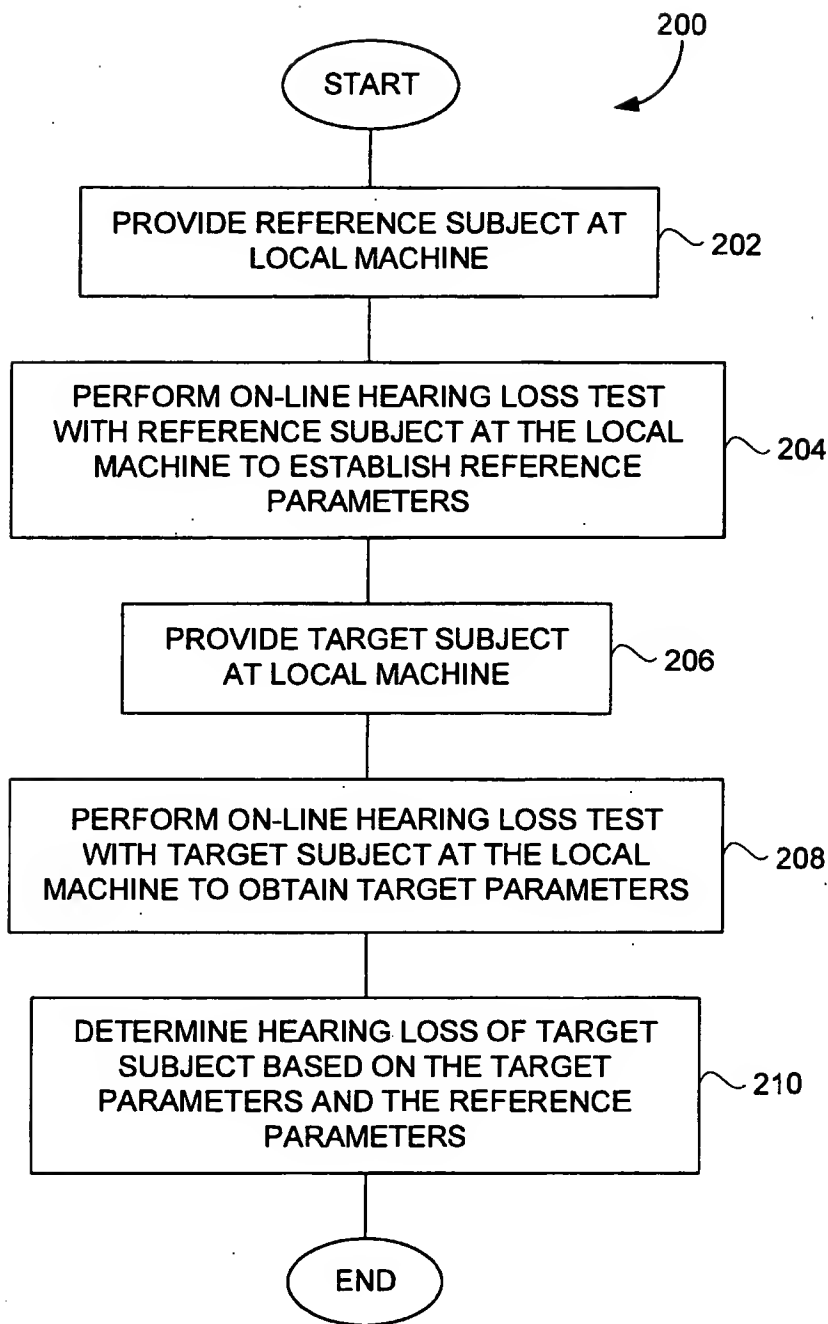 200
START
PROVIDE REFERENCE SUBJECT AT
LOCAL MACHINE
202
PERFORM ON-LINE HEARING LOSS TEST
WITH REFERENCE SUBJECT AT THE LOCAL
MACHINE TO ESTABLISH REFERENCE
PARAMETERS
204
PROVIDE TARGET SUBJECT
AT LOCAL MACHINE
206
PERFORM ON-LINE HEARING LOSS TEST
WITH TARGET SUBJECT AT THE LOCAL
MACHINE TO OBTAIN TARGET PARAMETERS
208
DETERMINE HEARING LOSS OF TARGET
SUBJECT BASED ON THE TARGET
PARAMETERS AND THE REFERENCE
PARAMETERS
210
END